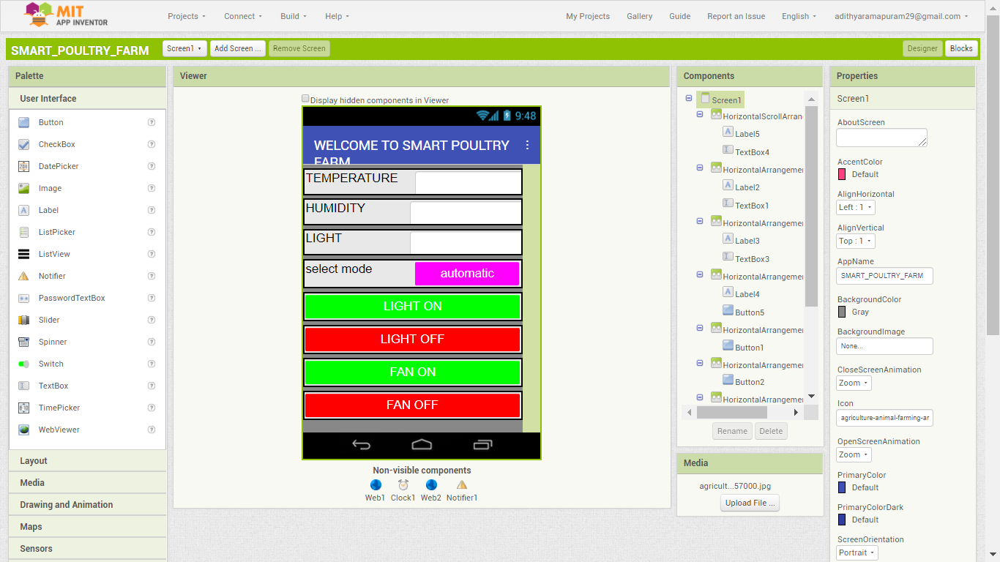 MIT
APP INVENTOR
Projects
Connect
Build
Help
My Projects
Gallery
Guide
Report an Issue
English
adithyaramapuram29@gmail.com
SMART_POULTRY_FARM
Screen1
Add Screen ...
Remove Screen
Designer
Blocks
Palette
User Interface
Button
CheckBox
DatePicker
Image
Label
ListPicker
ListView
Notifier
PasswordTextBox
Slider
Spinner
Switch
TextBox
TimePicker
WebViewer
Layout
Media
Drawing and Animation
Maps
Sensors
Viewer
Display hidden components in Viewer
9:48
WELCOME TO SMART POULTRY
FARM
TEMPERATURE
HUMIDITY
LIGHT
select mode
automatic
LIGHT ON
LIGHT OFF
FAN ON
FAN OFF
Non-visible components
Web1
Clock1
Web2
Notifier1
Components
Screen1
HorizontalScrollArran
Label5
TextBox4
HorizontalArrangeme
Label2
TextBox1
HorizontalArrangeme
Label3
TextBox3
HorizontalArrangeme
Label4
Button5
HorizontalArrangeme
Button1
HorizontalArrangeme
Button2
HorizontalArrangeme
Rename
Delete
Media
agricult...57000.jpg
Upload File ...
Properties
Screen1
AboutScreen
AccentColor
Default
AlignHorizontal
Left : 1
AlignVertical
Top : 1
AppName
SMART_POULTRY_FARM
BackgroundColor
Gray
BackgroundImage
None...
CloseScreenAnimation
Zoom
Icon
agriculture-animal-farming-ar
OpenScreenAnimation
Zoom
PrimaryColor
Default
PrimaryColorDark
Default
ScreenOrientation
Portrait